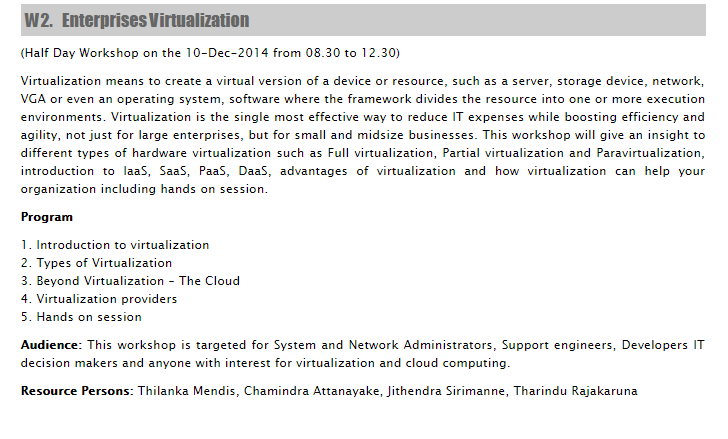 W2. Enterprises Virtualization
(Half Day Workshop on the 10-Dec-2014 from 08.30 to 12.30)
Virtualization means to create a virtual version of a device or resource, such as a server, storage device, network,
VGA or even an operating system, software where the framework divides the resource into one or more execution
environments. Virtualization is the single most effective way to reduce IT expenses while boosting efficiency and
agility, not just for large enterprises, but for small and midsize businesses. This workshop will give an insight to
different types of hardware virtualization such as Full virtualization, Partial virtualization and Paravirtualization,
introduction to IaaS, SaaS, PaaS, DaaS, advantages of virtualization and how virtualization can help your
organization including hands on session.
Program
1. Introduction to virtualization
2. Types of Virtualization
3. Beyond Virtualization – The Cloud
4. Virtualization providers
5. Hands on session
Audience: This workshop is targeted for System and Network Administrators, Support engineers, Developers IT
decision makers and anyone with interest for virtualization and cloud computing.
Resource Persons: Thilanka Mendis, Chamindra Attanayake, Jithendra Sirimanne, Tharindu Rajakaruna